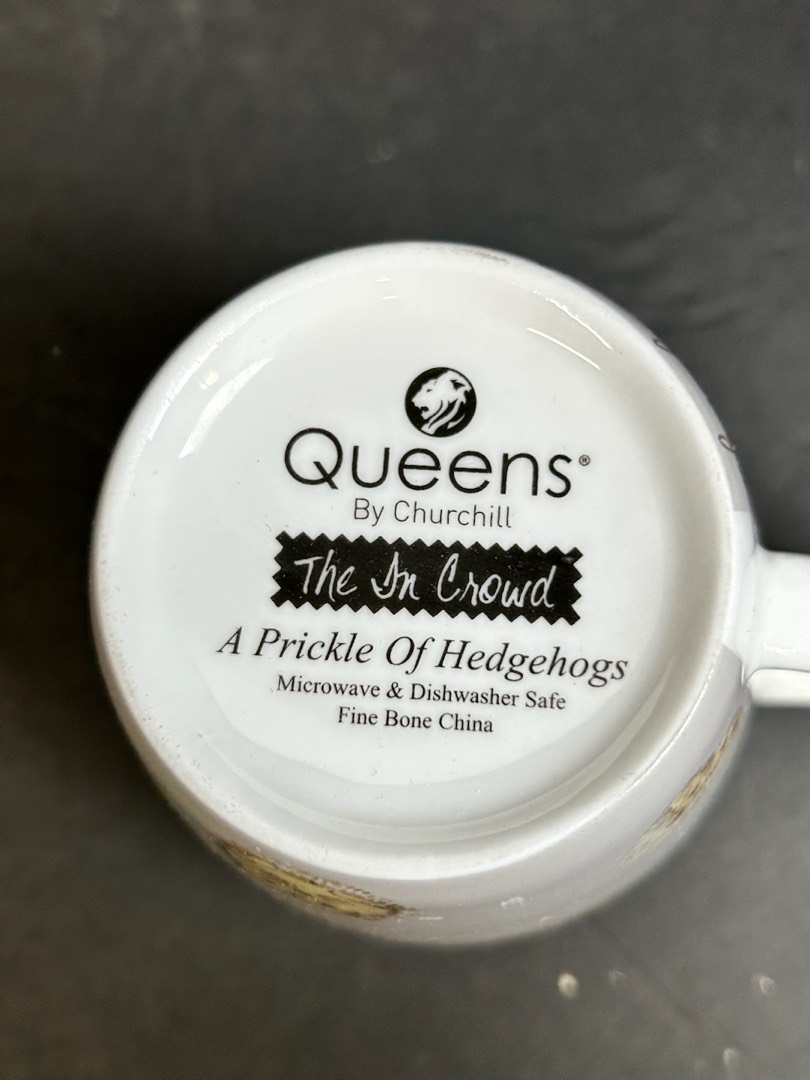 Queens®
By Churchill
The In Crowd
A Prickle Of Hedgehogs
Microwave & Dishwasher Safe
Fine Bone China